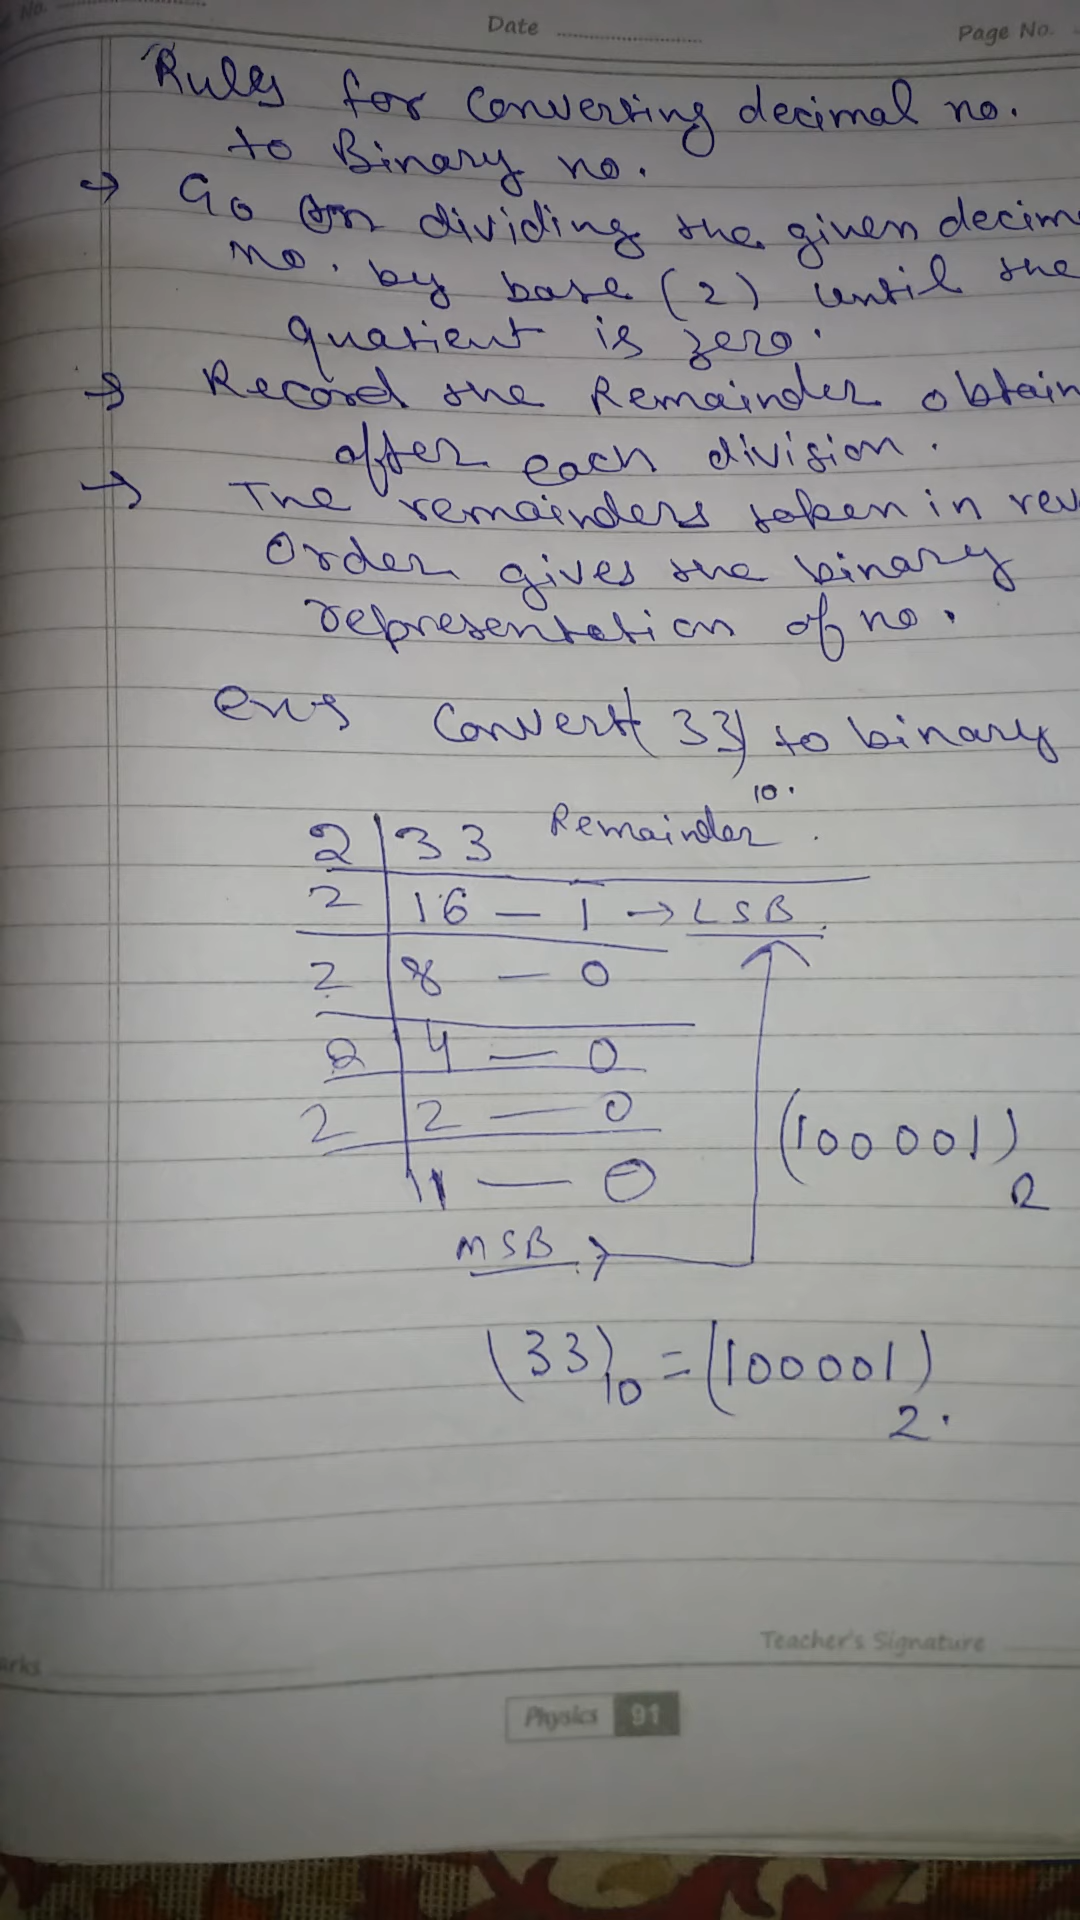 No.
Date
Page No.
Rules for Converting decimal no.
to Binary no.
→ Go on dividing the given decim
no. by base (2) until the
quatient is zero.
→ Record the Remainder obtain
after each division.
→ The remainders taken in rev
Order gives the binary
representation of no.
Convert (33)10. to binary
2 | 33 Remainder.
2 | 16 — 1 → LSB
2 | 8 — 0
2 | 4 — 0
2 | 2 — 0
1 — 0
(100001)2
MSB
(33)10 = (100001)2.
Teacher's Signature
arks
Physics 91